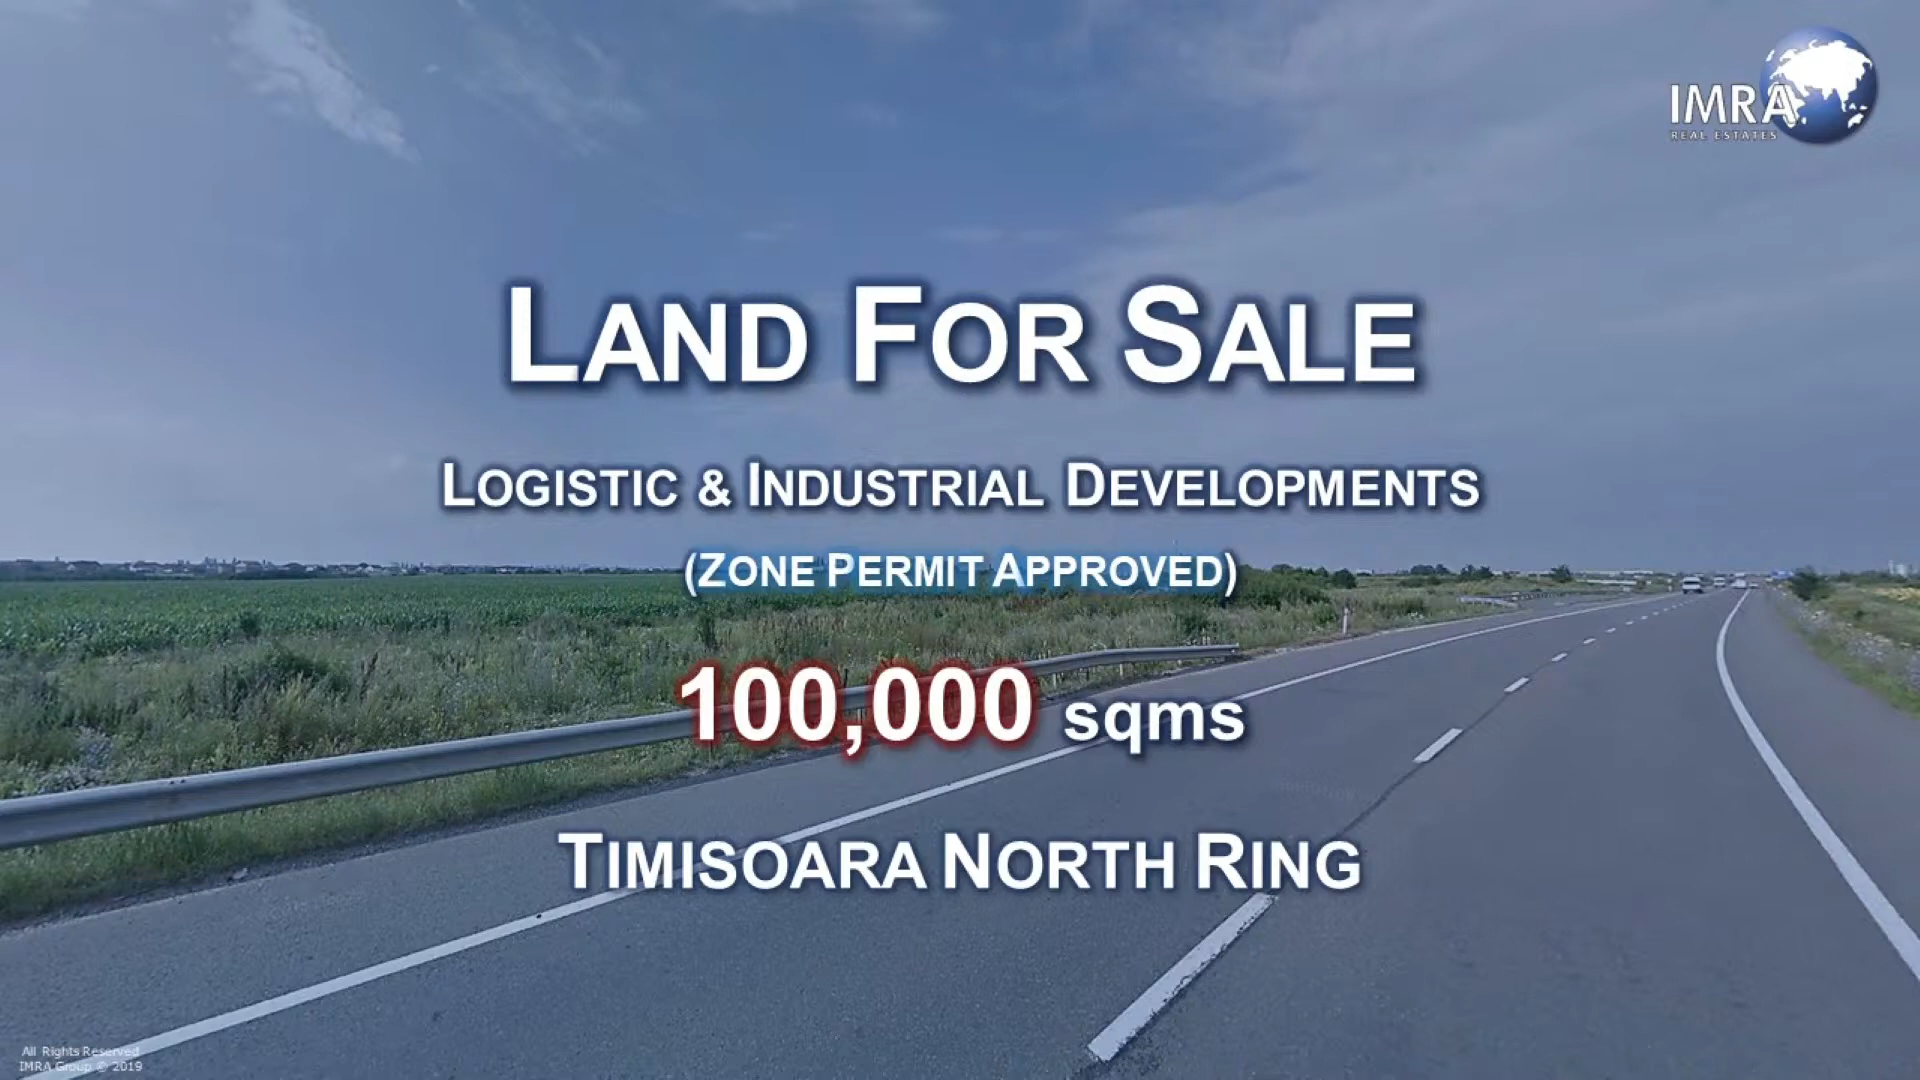 IMRA
REAL ESTATES
LAND FOR SALE
LOGISTIC & INDUSTRIAL DEVELOPMENTS
(ZONE PERMIT APPROVED)
100,000 sqms
TIMISOARA NORTH RING
All Rights Reserved
IMRA Group © 2019